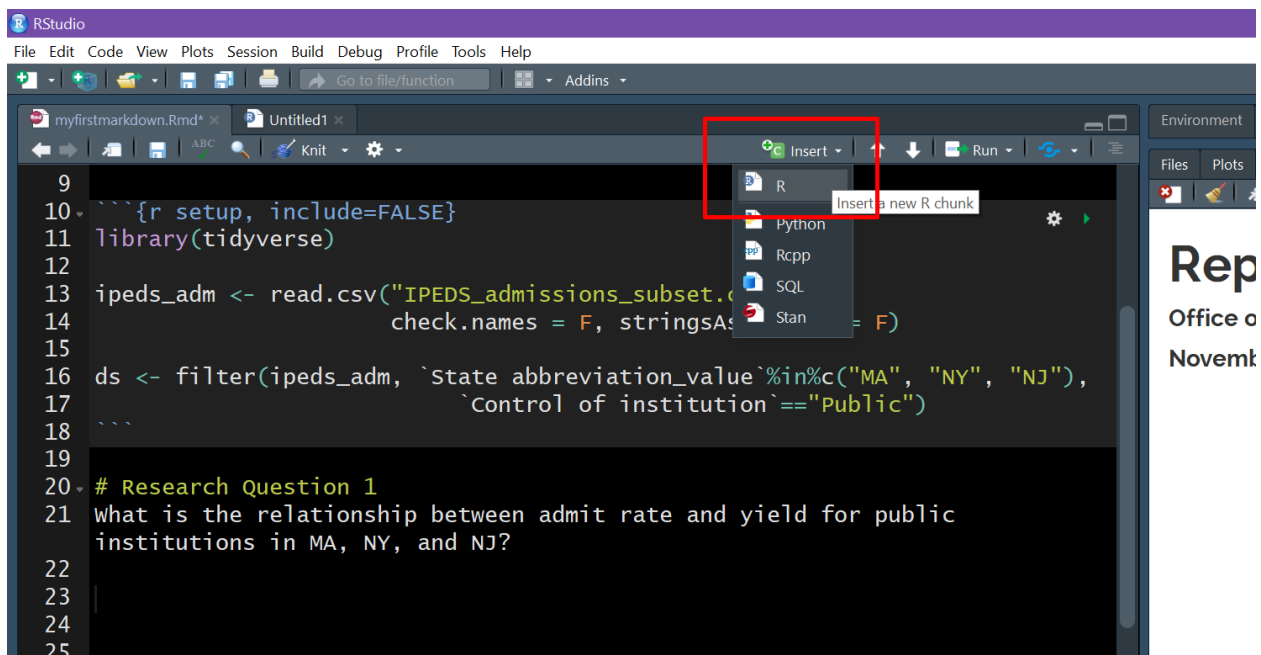 RStudio
File Edit Code View Plots Session Build Debug Profile Tools Help
Go to file/function
Addins
myfirstmarkdown.Rmd*
Untitled1
Environment
ABC
Knit
Insert
Run
Files Plots
R
Insert a new R chunk
Python
Rcpp
SQL
Stan
9
10 ```{r setup, include=FALSE}
11 library(tidyverse)
12
13 ipeds_adm <- read.csv("IPEDS_admissions_subset.
14 check.names = F, = F)
15
16 ds <- filter(ipeds_adm, `State abbreviation_value`%in%c("MA", "NY", "NJ"),
17 `Control of institution`=="Public")
18 ```
19
20 # Research Question 1
21 What is the relationship between admit rate and yield for public
institutions in MA, NY, and NJ?
22
23
24
25
Rep
Office o
Novemb